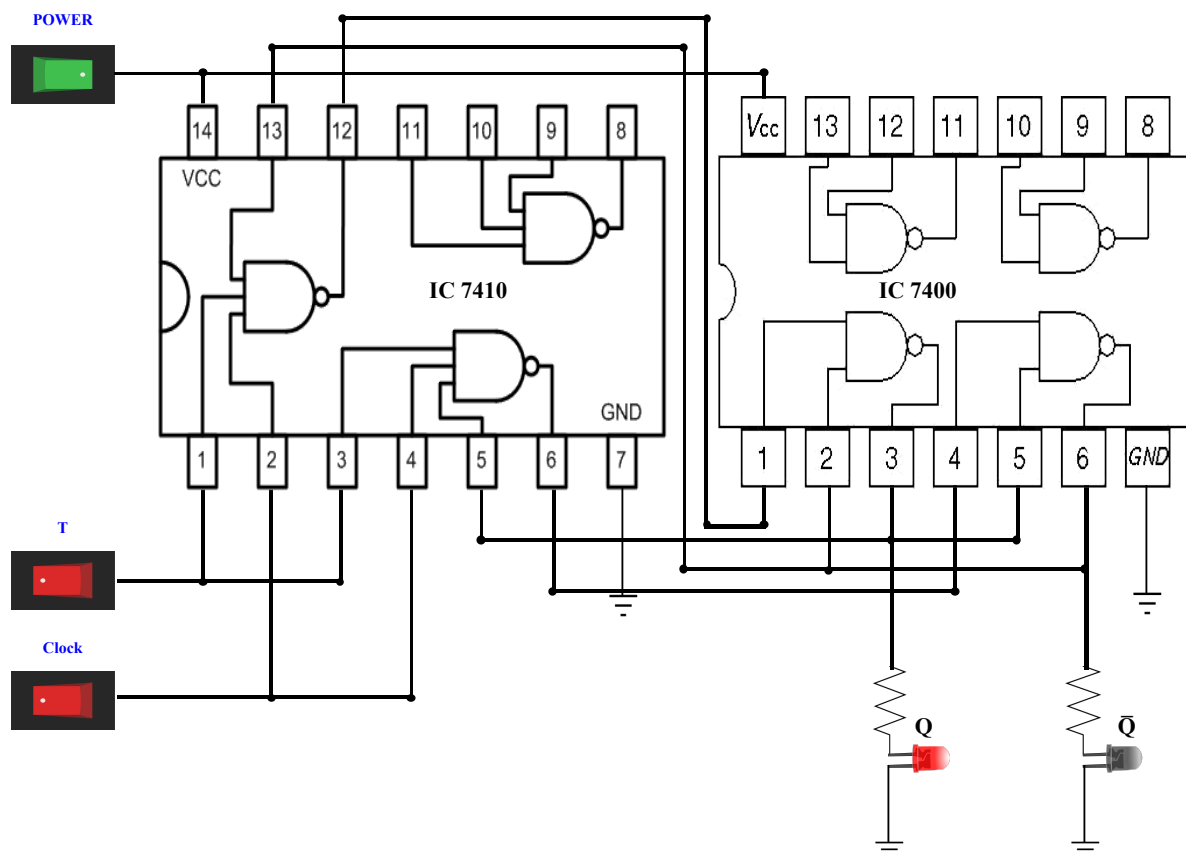 POWER
14 13 12 11 10 9 8
Vcc 13 12 11 10 9 8
VCC
IC 7410
IC 7400
GND
1 2 3 4 5 6 7
1 2 3 4 5 6 GND
T
Clock
Q
Q̅